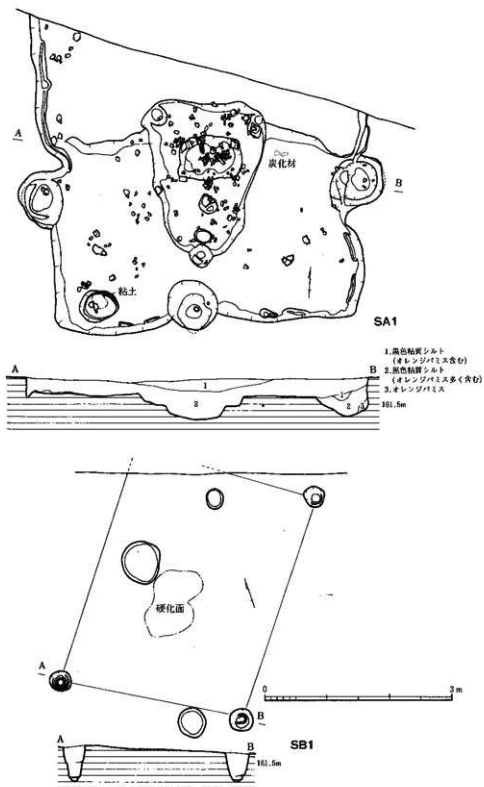 A
B
炭化材
粘土
SA1
1.黒色粘質シルト
(オレンジパミス含む)
2.黒色粘質シルト
(オレンジパミス多く含む)
3.オレンジパミス
A
B
1
2
1
2
3
161.5m
硬化面
A
B
0
3m
SB1
A
B
161.5m